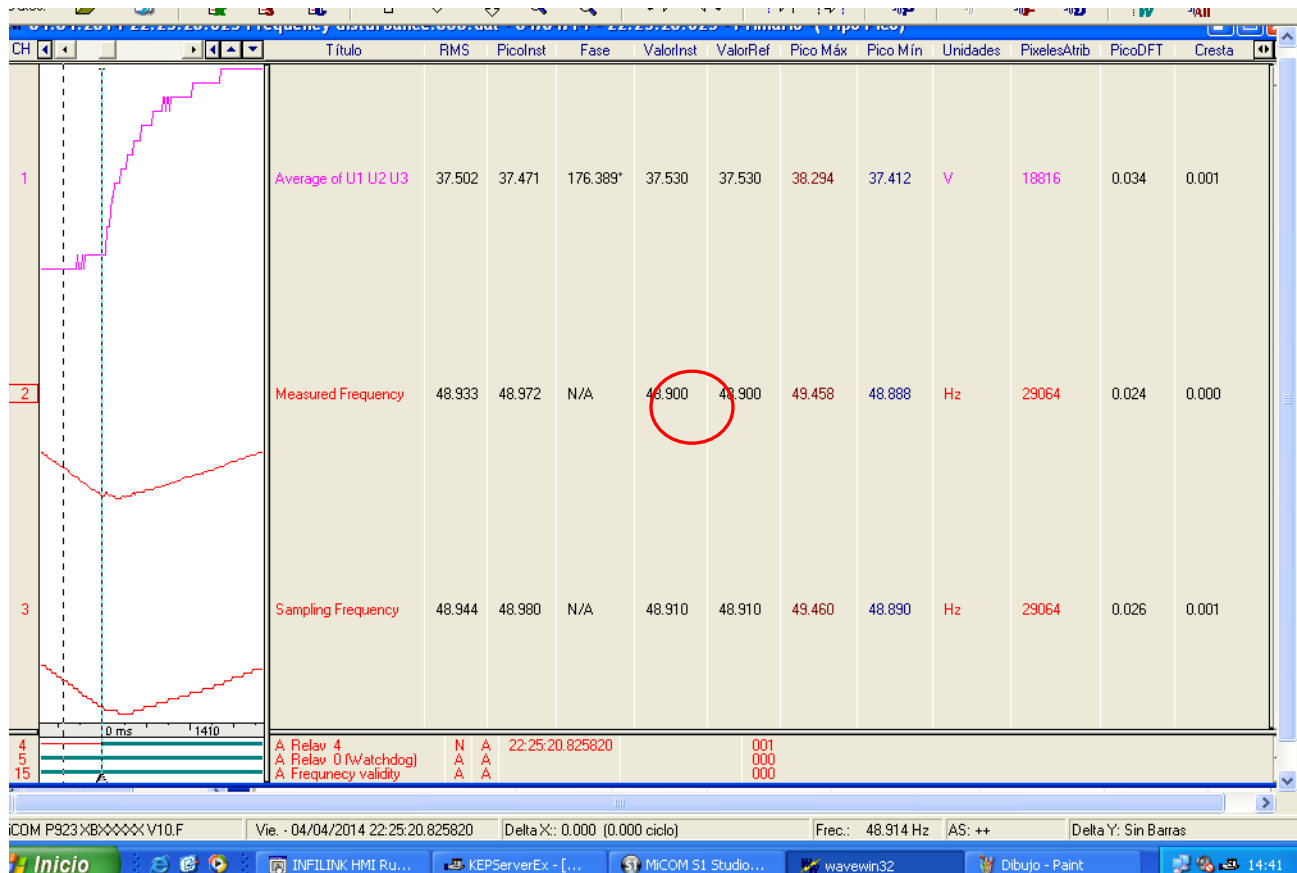 CH Título RMS PicoInst Fase ValorInst ValorRef Pico Máx Pico Mín Unidades PixelesAtrib PicoDFT Cresta
1 Average of U1 U2 U3 37.502 37.471 176.389° 37.530 37.530 38.294 37.412 V 18816 0.034 0.001
2 Measured Frequency 48.933 48.972 N/A 48.900 48.900 49.458 48.888 Hz 29064 0.024 0.000
3 Sampling Frequency 48.944 48.980 N/A 48.910 48.910 49.460 48.890 Hz 29064 0.026 0.001
0 ms 1410
4 A Relay 4 N A 22:25:20.825820 001
5 A Relay 0 (Watchdog) A A 000
15 A Frequnecy validity A A 000
iCOM P923 XBXXXXX V10.F Vie. - 04/04/2014 22:25:20.825820 Delta X:: 0.000 (0.000 ciclo) Frec.: 48.914 Hz AS: ++ Delta Y: Sin Barras
Inicio INFILINK HMI Ru... KEPServerEx - [... MiCOM S1 Studio... wavewin32 Dibujo - Paint 14:41